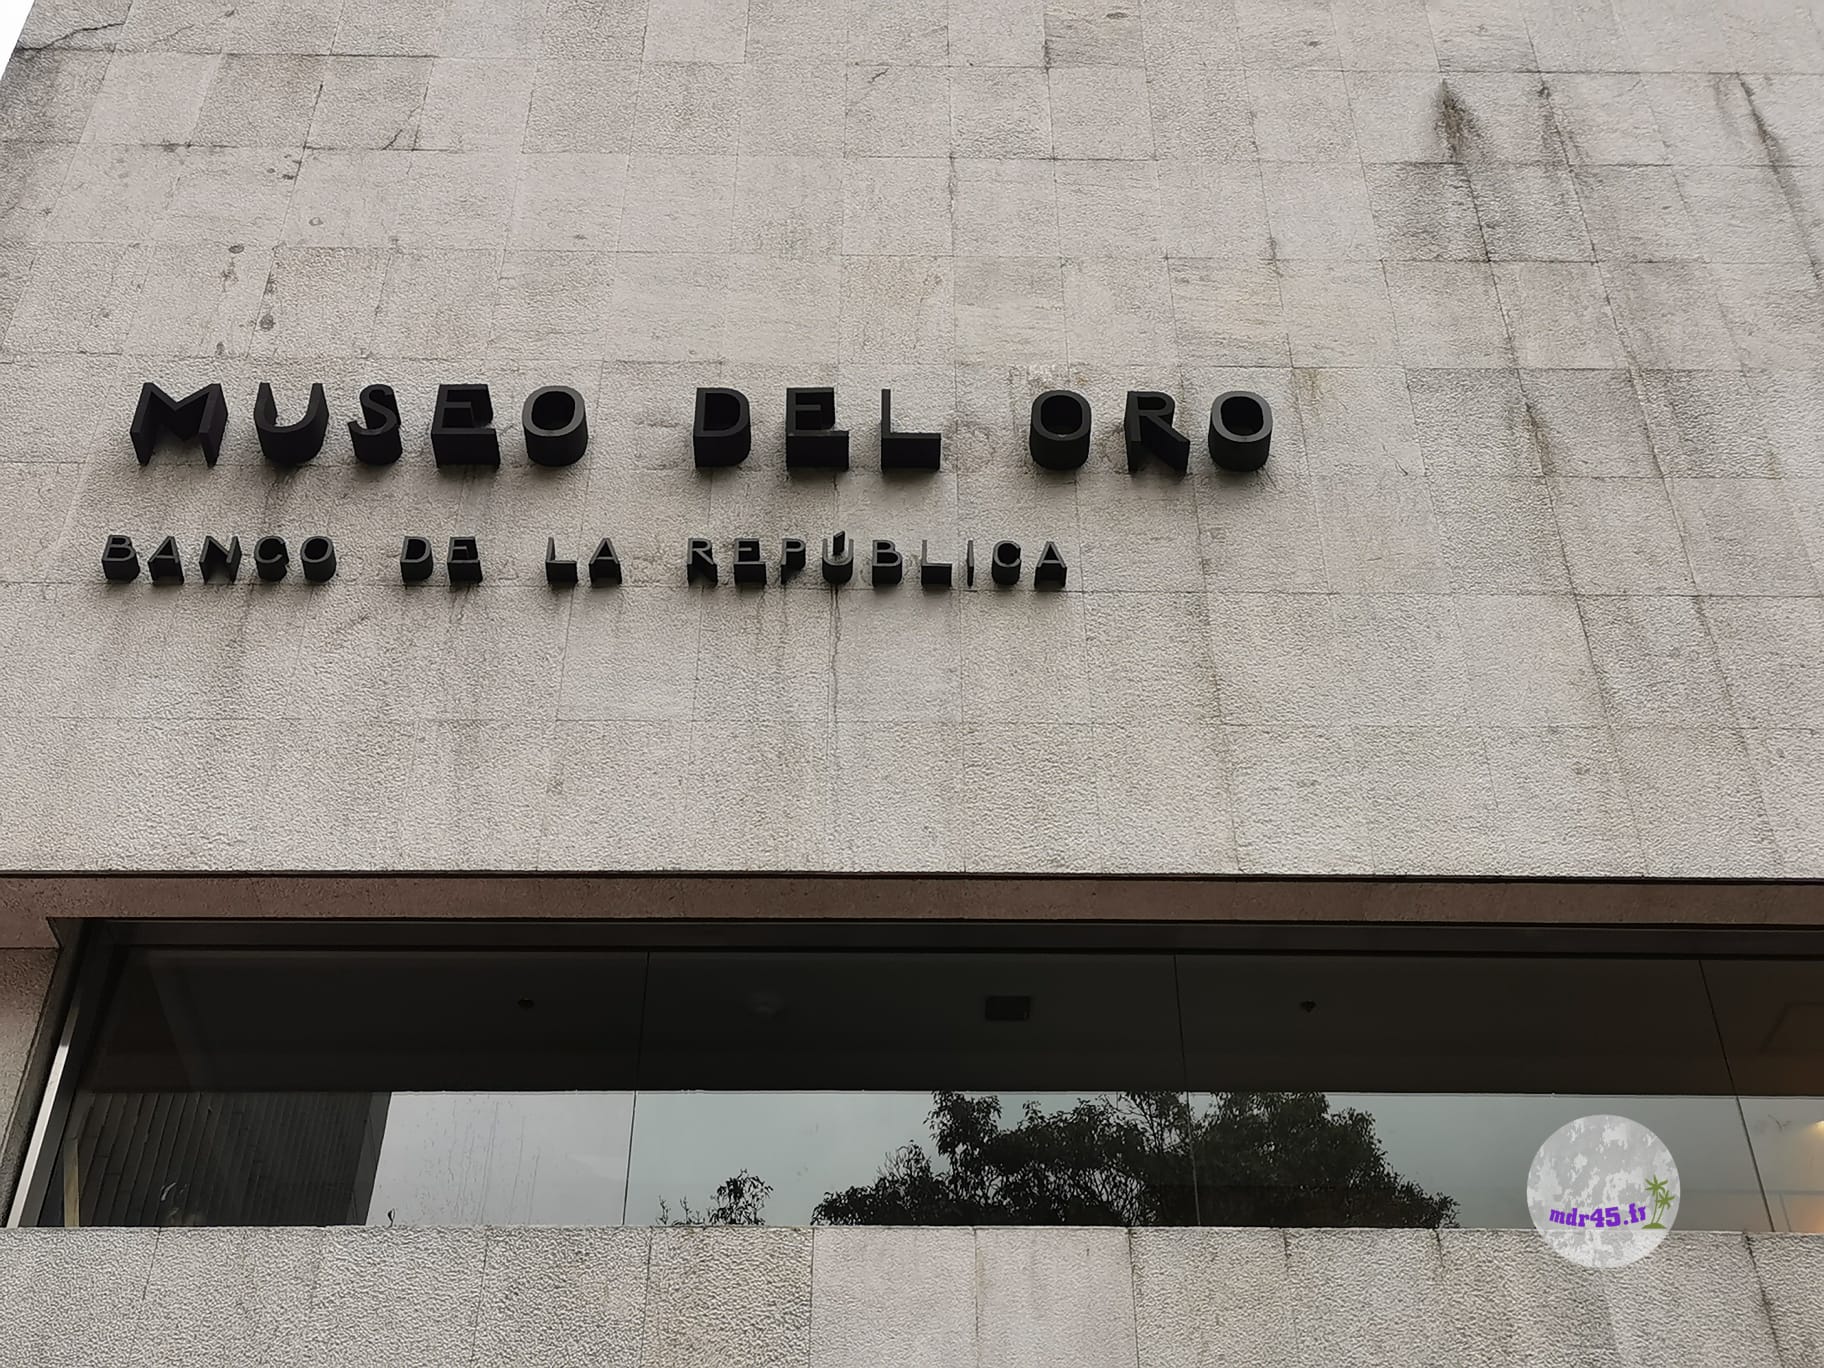 MUSEO DEL ORO
BANCO DE LA REPÚBLICA
mdr45.fr